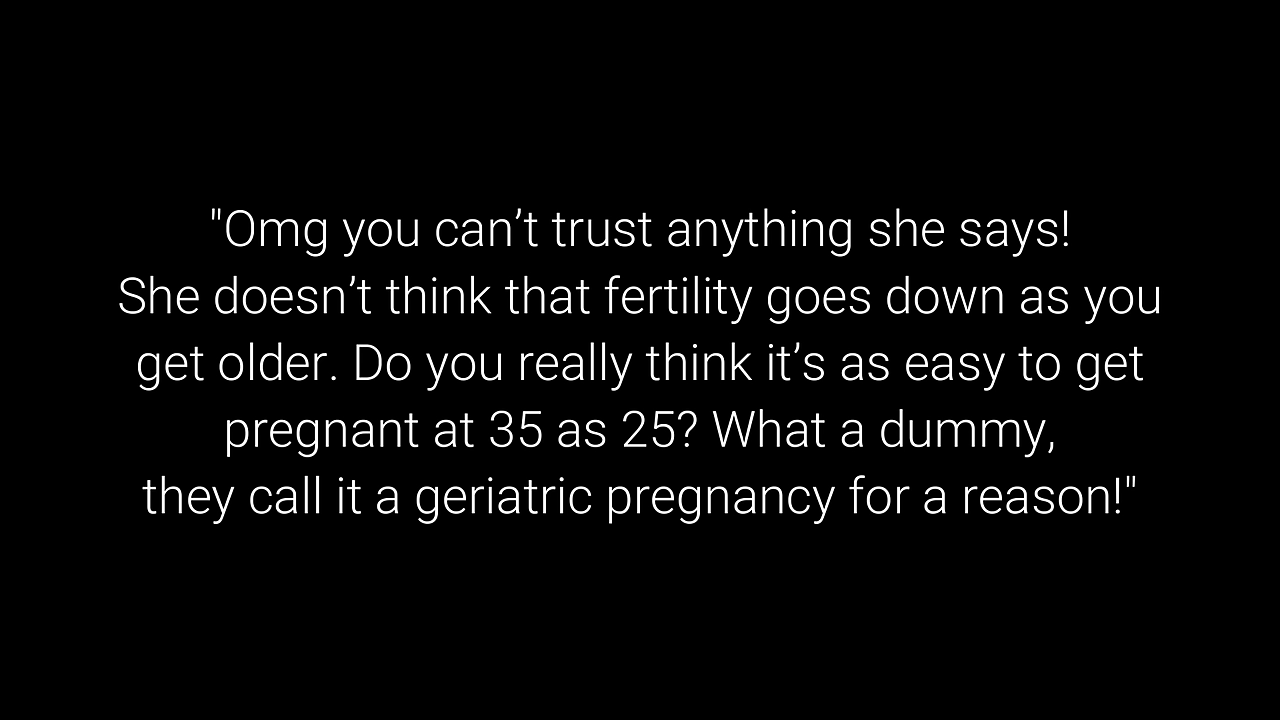 "Omg you can’t trust anything she says!
She doesn’t think that fertility goes down as you
get older. Do you really think it’s as easy to get
pregnant at 35 as 25? What a dummy,
they call it a geriatric pregnancy for a reason!"